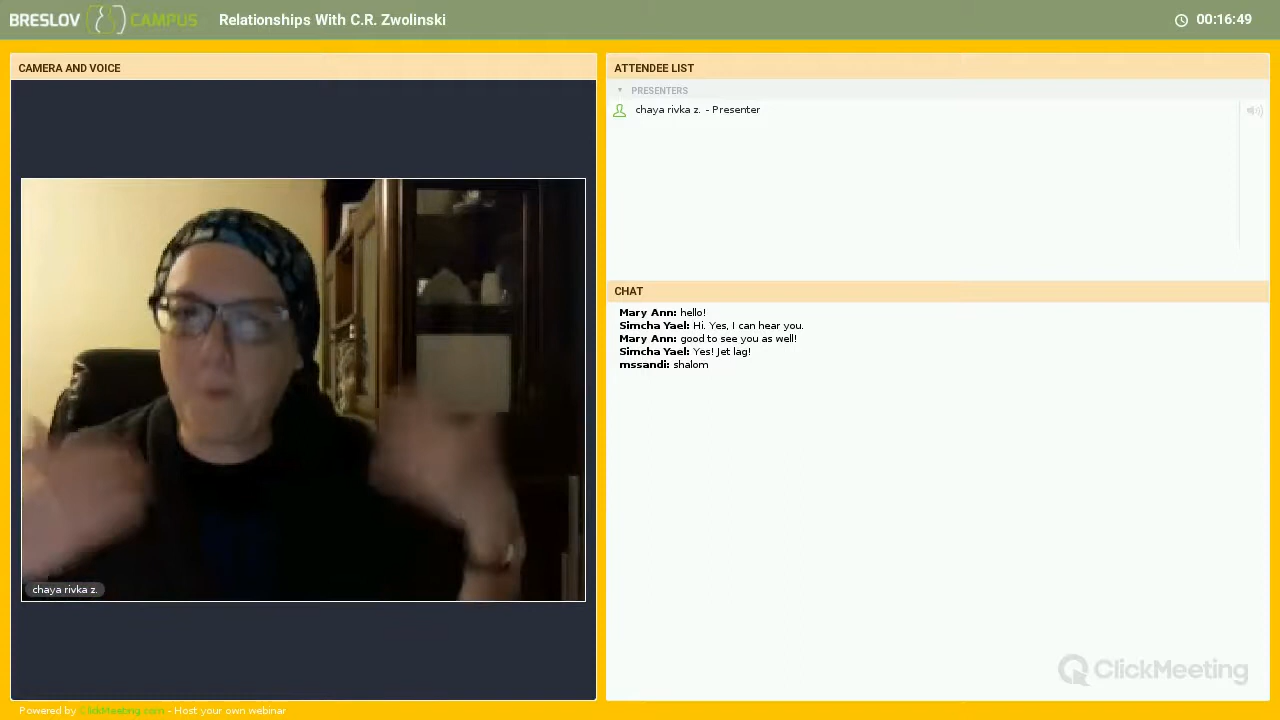 BRESLOV CAMPUS Relationships With C.R. Zwolinski 00:16:49
CAMERA AND VOICE
chaya rivka z.
ATTENDEE LIST
PRESENTERS
chaya rivka z. - Presenter
CHAT
Mary Ann: hello!
Simcha Yael: Hi. Yes, I can hear you.
Mary Ann: good to see you as well!
Simcha Yael: Yes! Jet lag!
mssandi: shalom
ClickMeeting
Powered by ClickMeeting.com - Host your own webinar